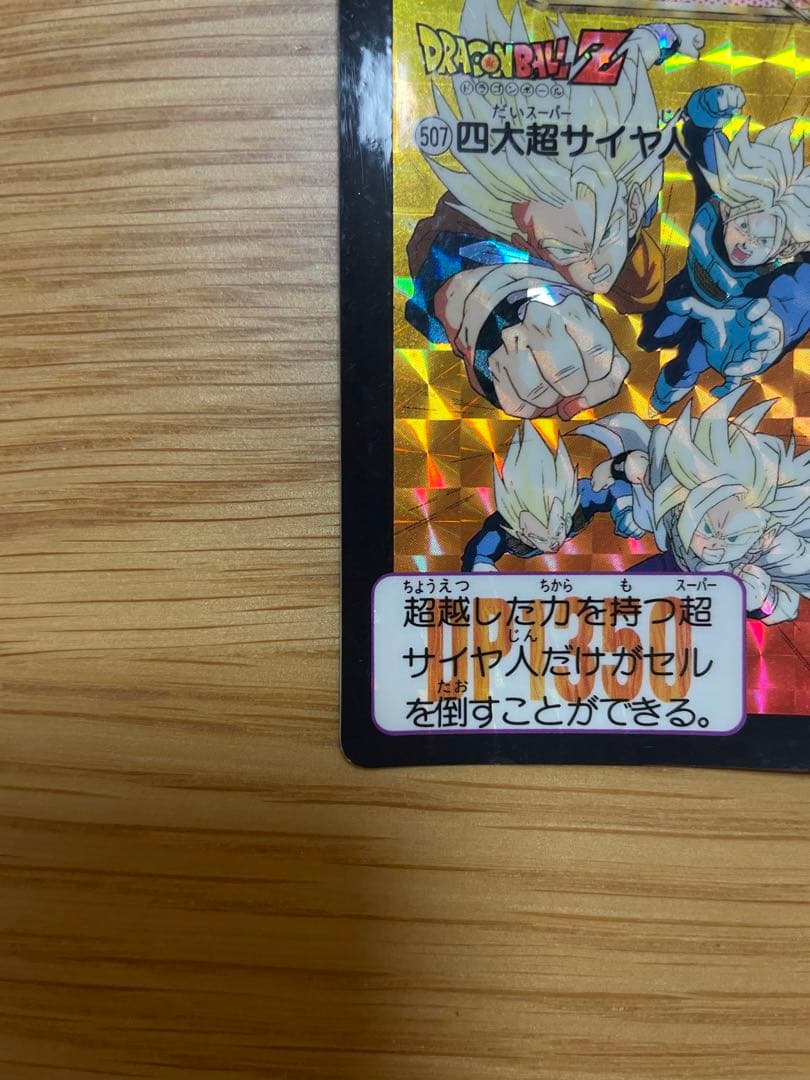 DRAGONBALL Z
ドラゴンボール
だいスーパー じん
507 四大超サイヤ人
ちょうえつ ちから も スーパー
超越した力を持つ超
じん
サイヤ人だけがセル
たお
を倒すことができる。
DP1350